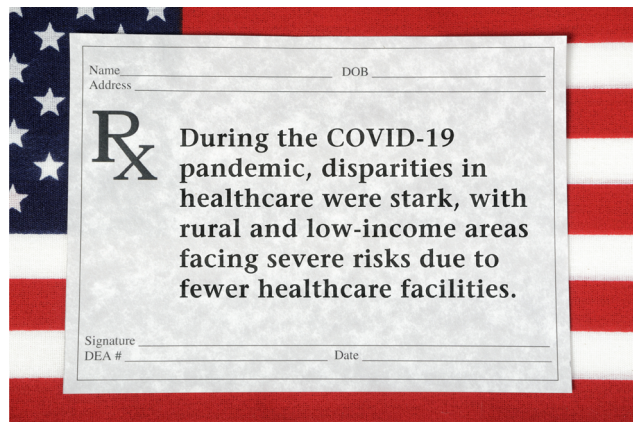 Name DOB
Address
Rx
During the COVID-19
pandemic, disparities in
healthcare were stark, with
rural and low-income areas
facing severe risks due to
fewer healthcare facilities.
Signature
DEA # Date